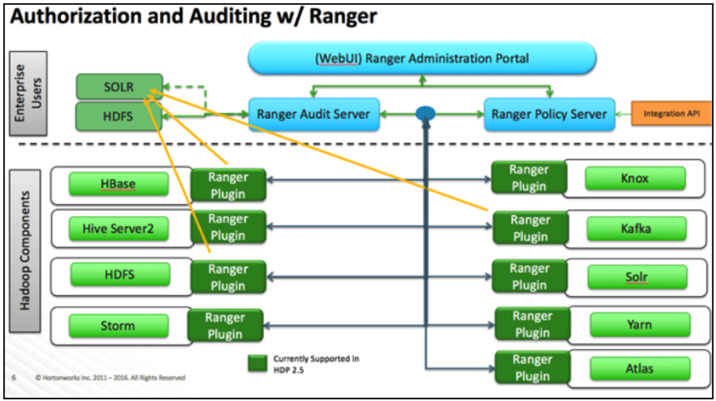 Authorization and Auditing w/ Ranger
Enterprise
Users
SOLR
HDFS
(WebUI) Ranger Administration Portal
Ranger Audit Server
Ranger Policy Server
Integration API
Hadoop Components
HBase
Ranger
Plugin
Ranger
Plugin
Knox
Hive Server2
Ranger
Plugin
Ranger
Plugin
Kafka
HDFS
Ranger
Plugin
Ranger
Plugin
Solr
Storm
Ranger
Plugin
Ranger
Plugin
Yarn
Ranger
Plugin
Atlas
Currently Supported in
HDP 2.5
6 © Hortonworks Inc. 2011 – 2016. All Rights Reserved